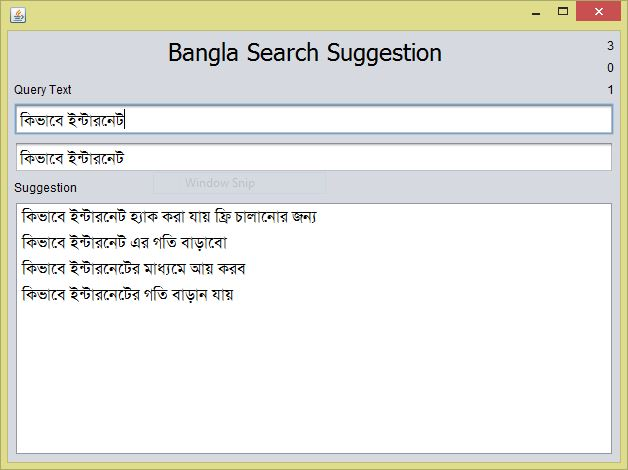 Bangla Search Suggestion
3
0
Query Text
1
কিভাবে ইন্টারনেট
কিভাবে ইন্টারনেট
Window Snip
Suggestion
কিভাবে ইন্টারনেট হ্যাক করা যায় ফ্রি চালানোর জন্য
কিভাবে ইন্টারনেট এর গতি বাড়াবো
কিভাবে ইন্টারনেটের মাধ্যমে আয় করব
কিভাবে ইন্টারনেটের গতি বাড়ান যায়